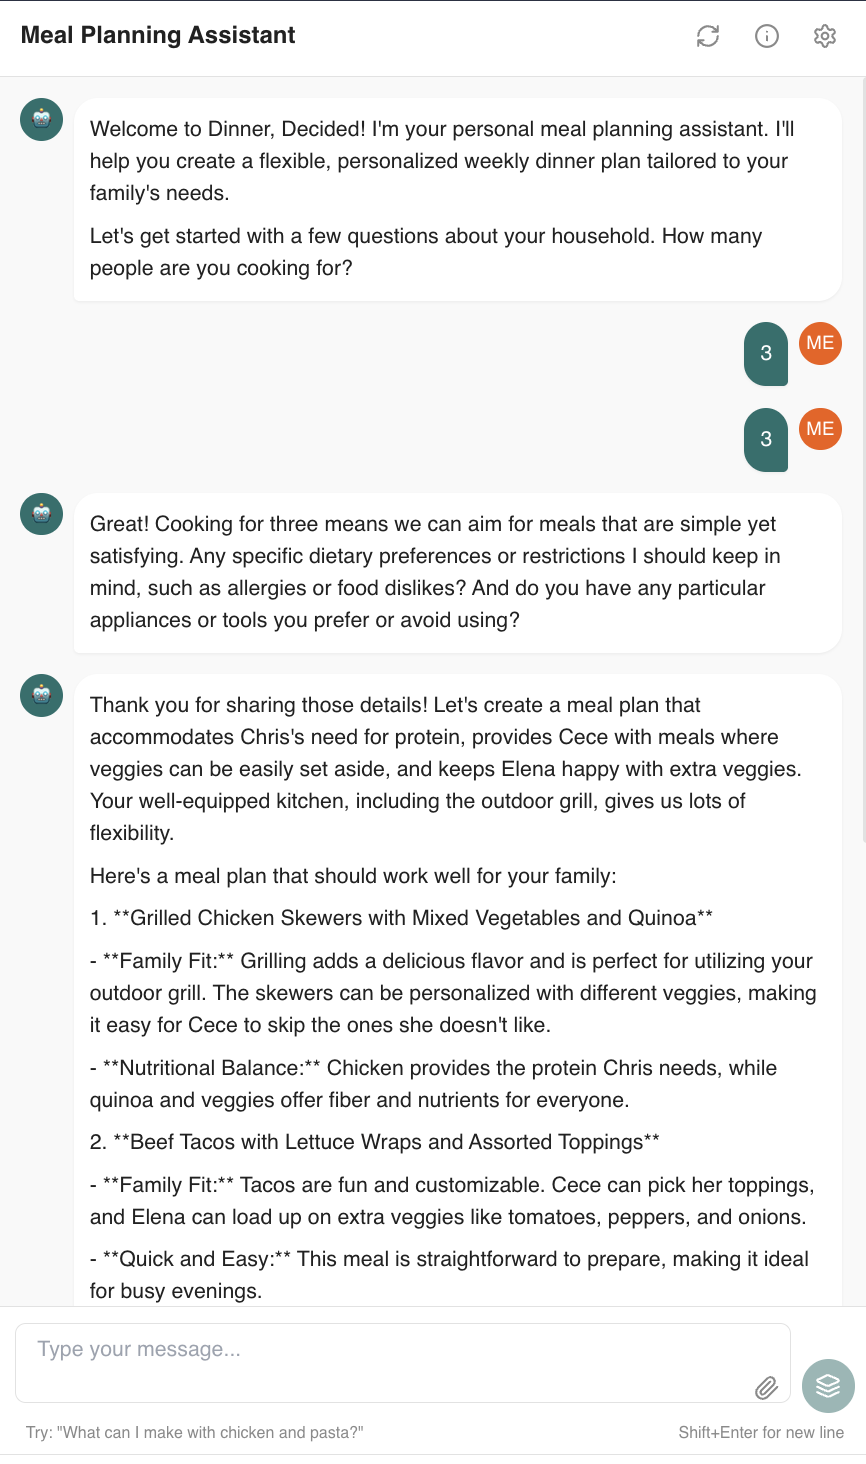 Meal Planning Assistant
Welcome to Dinner, Decided! I'm your personal meal planning assistant. I'll
help you create a flexible, personalized weekly dinner plan tailored to your
family's needs.
Let's get started with a few questions about your household. How many
people are you cooking for?
3
ME
3
ME
Great! Cooking for three means we can aim for meals that are simple yet
satisfying. Any specific dietary preferences or restrictions I should keep in
mind, such as allergies or food dislikes? And do you have any particular
appliances or tools you prefer or avoid using?
Thank you for sharing those details! Let's create a meal plan that
accommodates Chris's need for protein, provides Cece with meals where
veggies can be easily set aside, and keeps Elena happy with extra veggies.
Your well-equipped kitchen, including the outdoor grill, gives us lots of
flexibility.
Here's a meal plan that should work well for your family:
1. **Grilled Chicken Skewers with Mixed Vegetables and Quinoa**
- **Family Fit:** Grilling adds a delicious flavor and is perfect for utilizing your
outdoor grill. The skewers can be personalized with different veggies, making
it easy for Cece to skip the ones she doesn't like.
- **Nutritional Balance:** Chicken provides the protein Chris needs, while
quinoa and veggies offer fiber and nutrients for everyone.
2. **Beef Tacos with Lettuce Wraps and Assorted Toppings**
- **Family Fit:** Tacos are fun and customizable. Cece can pick her toppings,
and Elena can load up on extra veggies like tomatoes, peppers, and onions.
- **Quick and Easy:** This meal is straightforward to prepare, making it ideal
for busy evenings.
Type your message...
Try: "What can I make with chicken and pasta?"
Shift+Enter for new line